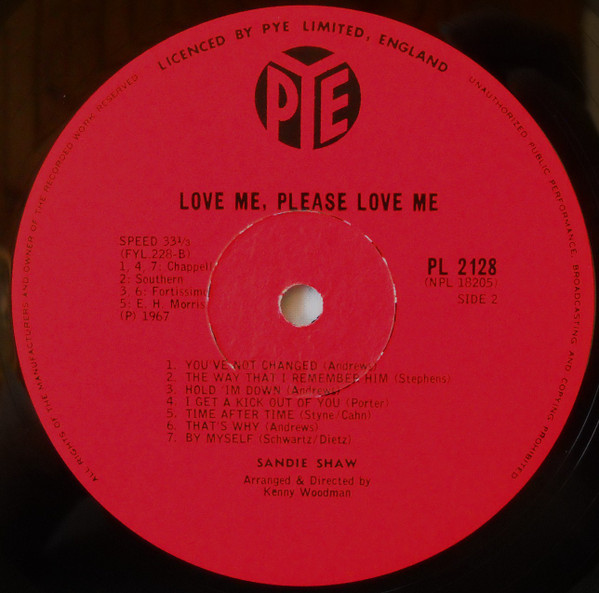 LICENCED BY PYE LIMITED, ENGLAND
UNAUTHORIZED PUBLIC PERFORMANCE, BROADCASTING AND COPYING PROHIBITED
ALL RIGHTS OF THE MANUFACTURERS AND OWNER OF THE RECORDED WORK RESERVED
PYE
LOVE ME, PLEASE LOVE ME
SPEED 33⅓
(FYL.228-B)
1, 4, 7: Chappell
2: Southern
3, 6: Fortissimo
5: E. H. Morris
(P) 1967
PL 2128
(NPL 18205)
SIDE 2
1. YOU'VE NOT CHANGED (Andrews)
2. THE WAY THAT I REMEMBER HIM (Stephens)
3. HOLD 'IM DOWN (Andrews)
4. I GET A KICK OUT OF YOU (Porter)
5. TIME AFTER TIME (Styne/Cahn)
6. THAT'S WHY (Andrews)
7. BY MYSELF (Schwartz/Dietz)
SANDIE SHAW
Arranged & Directed by
Kenny Woodman